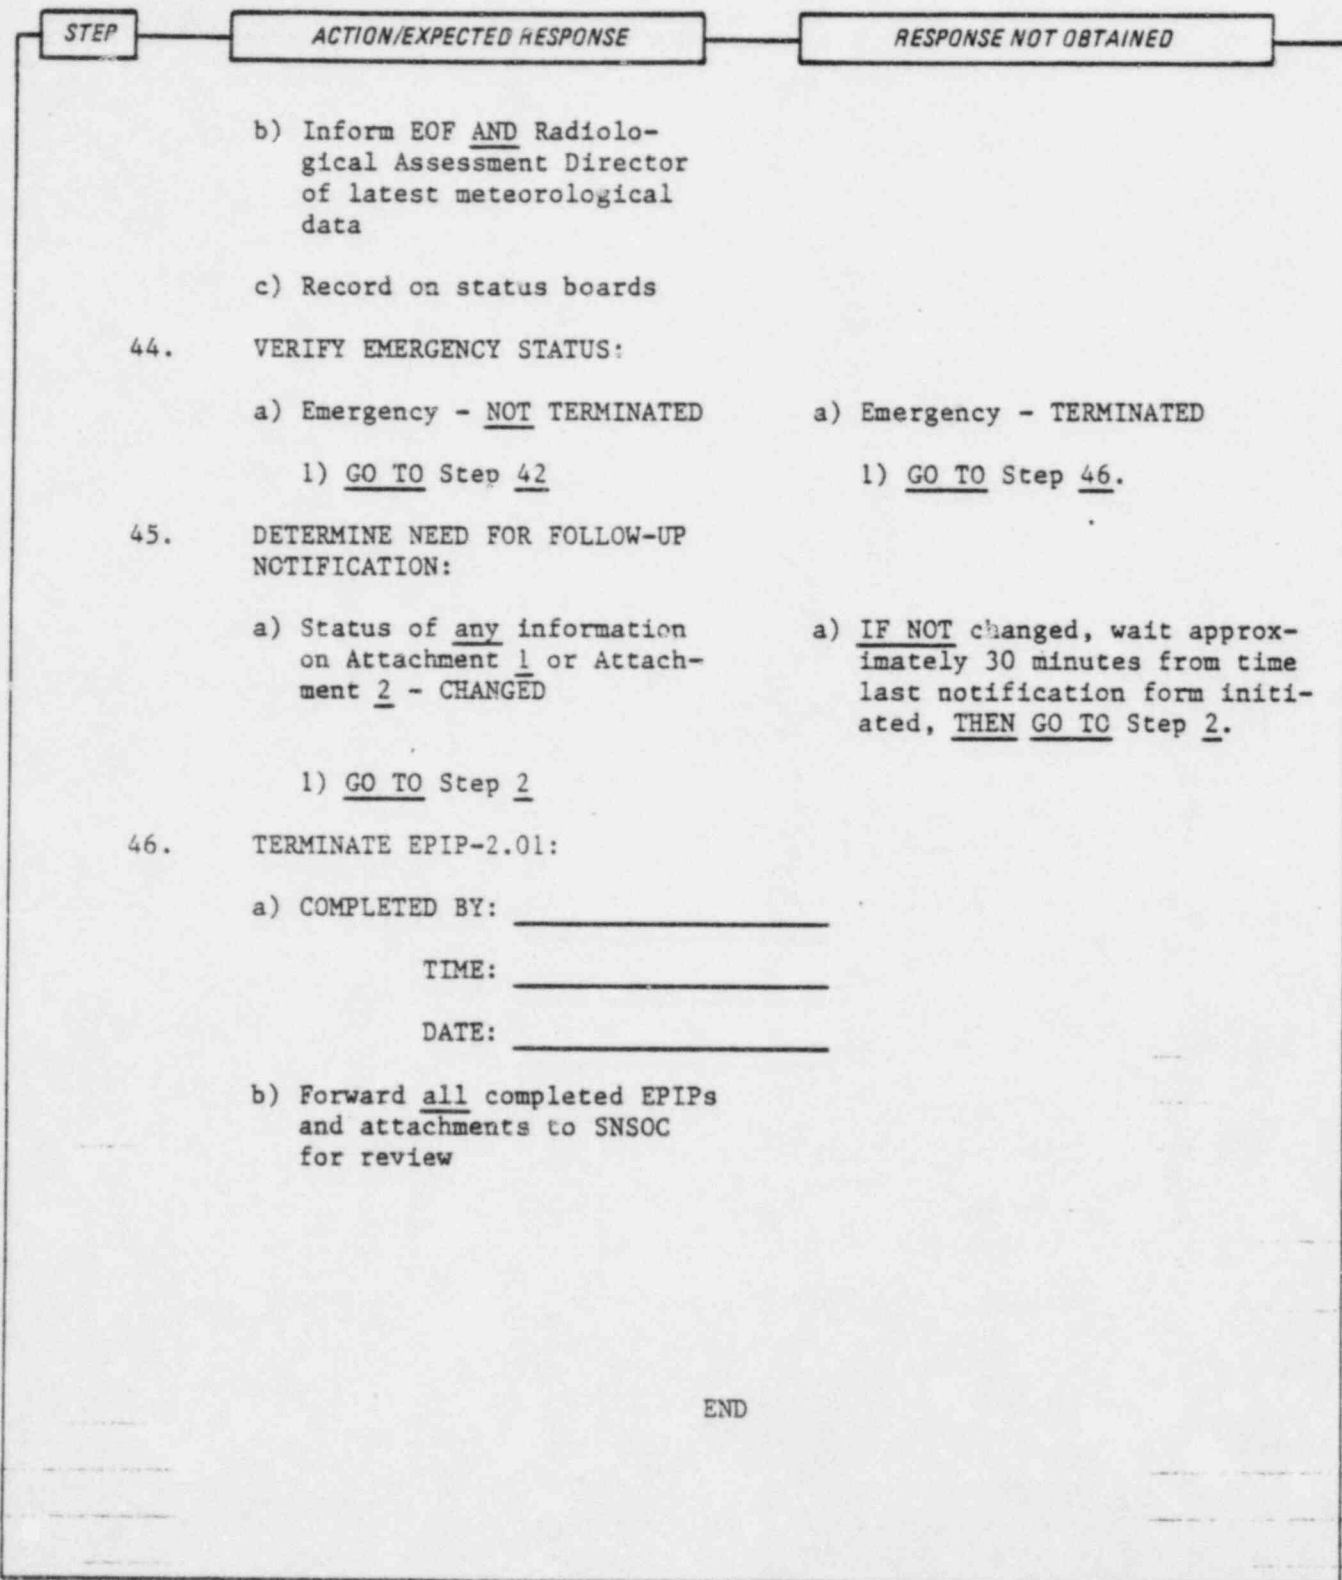 STEP ACTION/EXPECTED RESPONSE RESPONSE NOT OBTAINED
b) Inform EOF AND Radiolo-
gical Assessment Director
of latest meteorological
data
c) Record on status boards
44. VERIFY EMERGENCY STATUS:
a) Emergency - NOT TERMINATED
1) GO TO Step 42
a) Emergency - TERMINATED
1) GO TO Step 46.
45. DETERMINE NEED FOR FOLLOW-UP
NOTIFICATION:
a) Status of any information
on Attachment 1 or Attach-
ment 2 - CHANGED
1) GO TO Step 2
a) IF NOT changed, wait approx-
imately 30 minutes from time
last notification form initi-
ated, THEN GO TO Step 2.
46. TERMINATE EPIP-2.01:
a) COMPLETED BY:
TIME:
DATE:
b) Forward all completed EPIPs
and attachments to SNSOC
for review
END